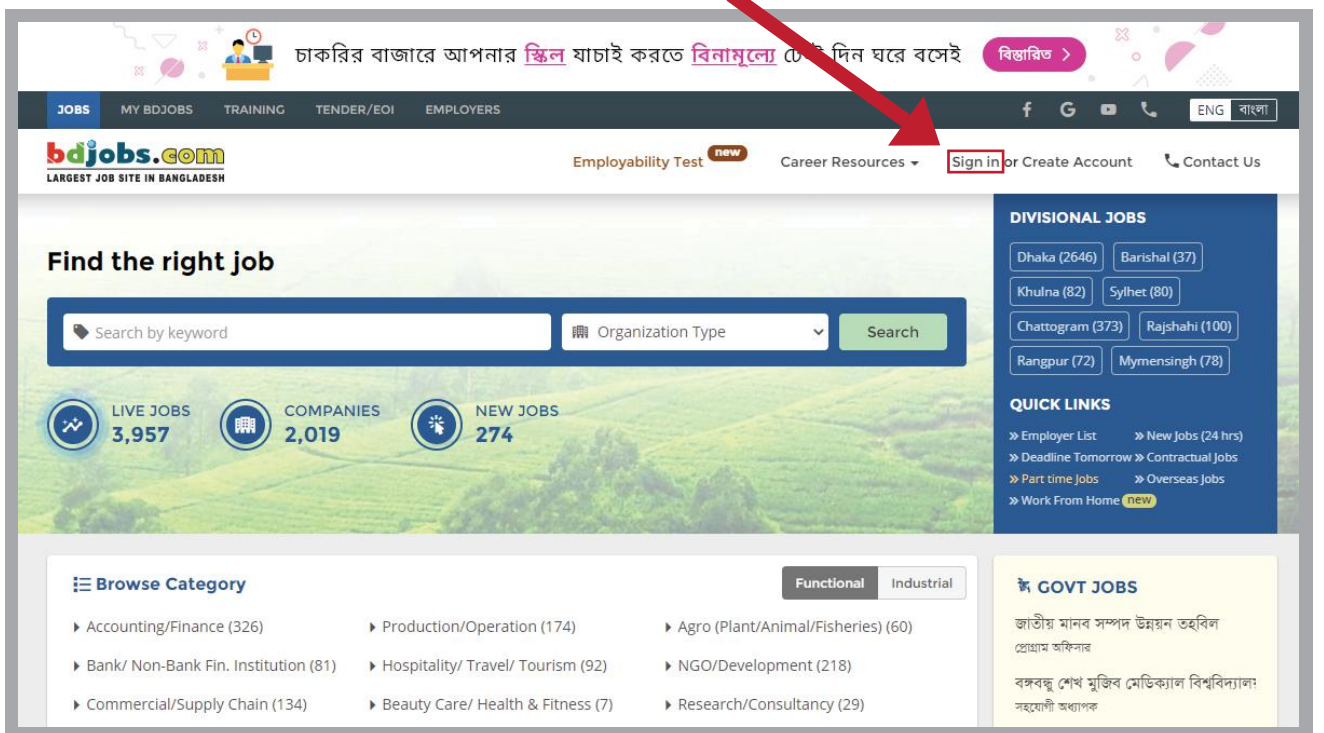 চাকরির বাজারে আপনার স্কিল যাচাই করতে বিনামূল্যে দিন ঘরে বসেই বিস্তারিত >
JOBS MY BDJOBS TRAINING TENDER/EOI EMPLOYERS ENG বাংলা
bdjobs.com
LARGEST JOB SITE IN BANGLADESH
Employability Test new Career Resources Sign in or Create Account Contact Us
Find the right job
Search by keyword Organization Type Search
LIVE JOBS
3,957
COMPANIES
2,019
NEW JOBS
274
DIVISIONAL JOBS
Dhaka (2646) Barishal (37)
Khulna (82) Sylhet (80)
Chattogram (373) Rajshahi (100)
Rangpur (72) Mymensingh (78)
QUICK LINKS
» Employer List » New Jobs (24 hrs)
» Deadline Tomorrow » Contractual Jobs
» Part time Jobs » Overseas Jobs
» Work From Home new
Browse Category Functional Industrial
Accounting/Finance (326) Production/Operation (174) Agro (Plant/Animal/Fisheries) (60)
Bank/ Non-Bank Fin. Institution (81) Hospitality/ Travel/ Tourism (92) NGO/Development (218)
Commercial/Supply Chain (134) Beauty Care/ Health & Fitness (7) Research/Consultancy (29)
GOVT JOBS
জাতীয় মানব সম্পদ উন্নয়ন তহবিল
প্রোগ্রাম অফিসার
বঙ্গবন্ধু শেখ মুজিব মেডিক্যাল
সহযোগী অধ্যাপক